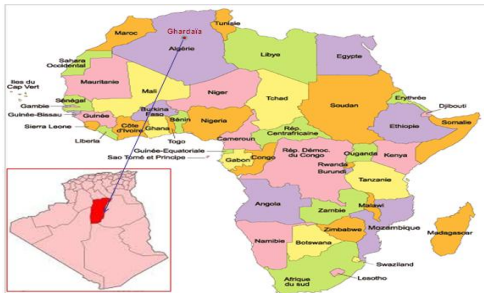 Tunisie
Maroc
Ghardaïa
Algérie
Libye
Egypte
Sahara
Occidental
Iles du
Cap Vert
Mauritanie
Mali
Niger
Tchad
Soudan
Erythrée
Djibouti
Sénégal
Gambie
Guinée-Bissau
Guinée
Sierra Leone
Liberia
Côte
d'Ivoire
Burkina
Faso
Ghana
Togo
Bénin
Nigeria
Cameroun
Rép.
Centrafricaine
Ethiopie
Somalie
Guinée-Equatoriale
Sao Tomé et Principe
Gabon
Congo
Rép. Démoc.
du Congo
Ouganda
Kenya
Rwanda
Burundi
Tanzanie
Angola
Zambie
Malawi
Mozambique
Madagascar
Zimbabwe
Namibie
Botswana
Swaziland
Lesotho
Afrique
du sud